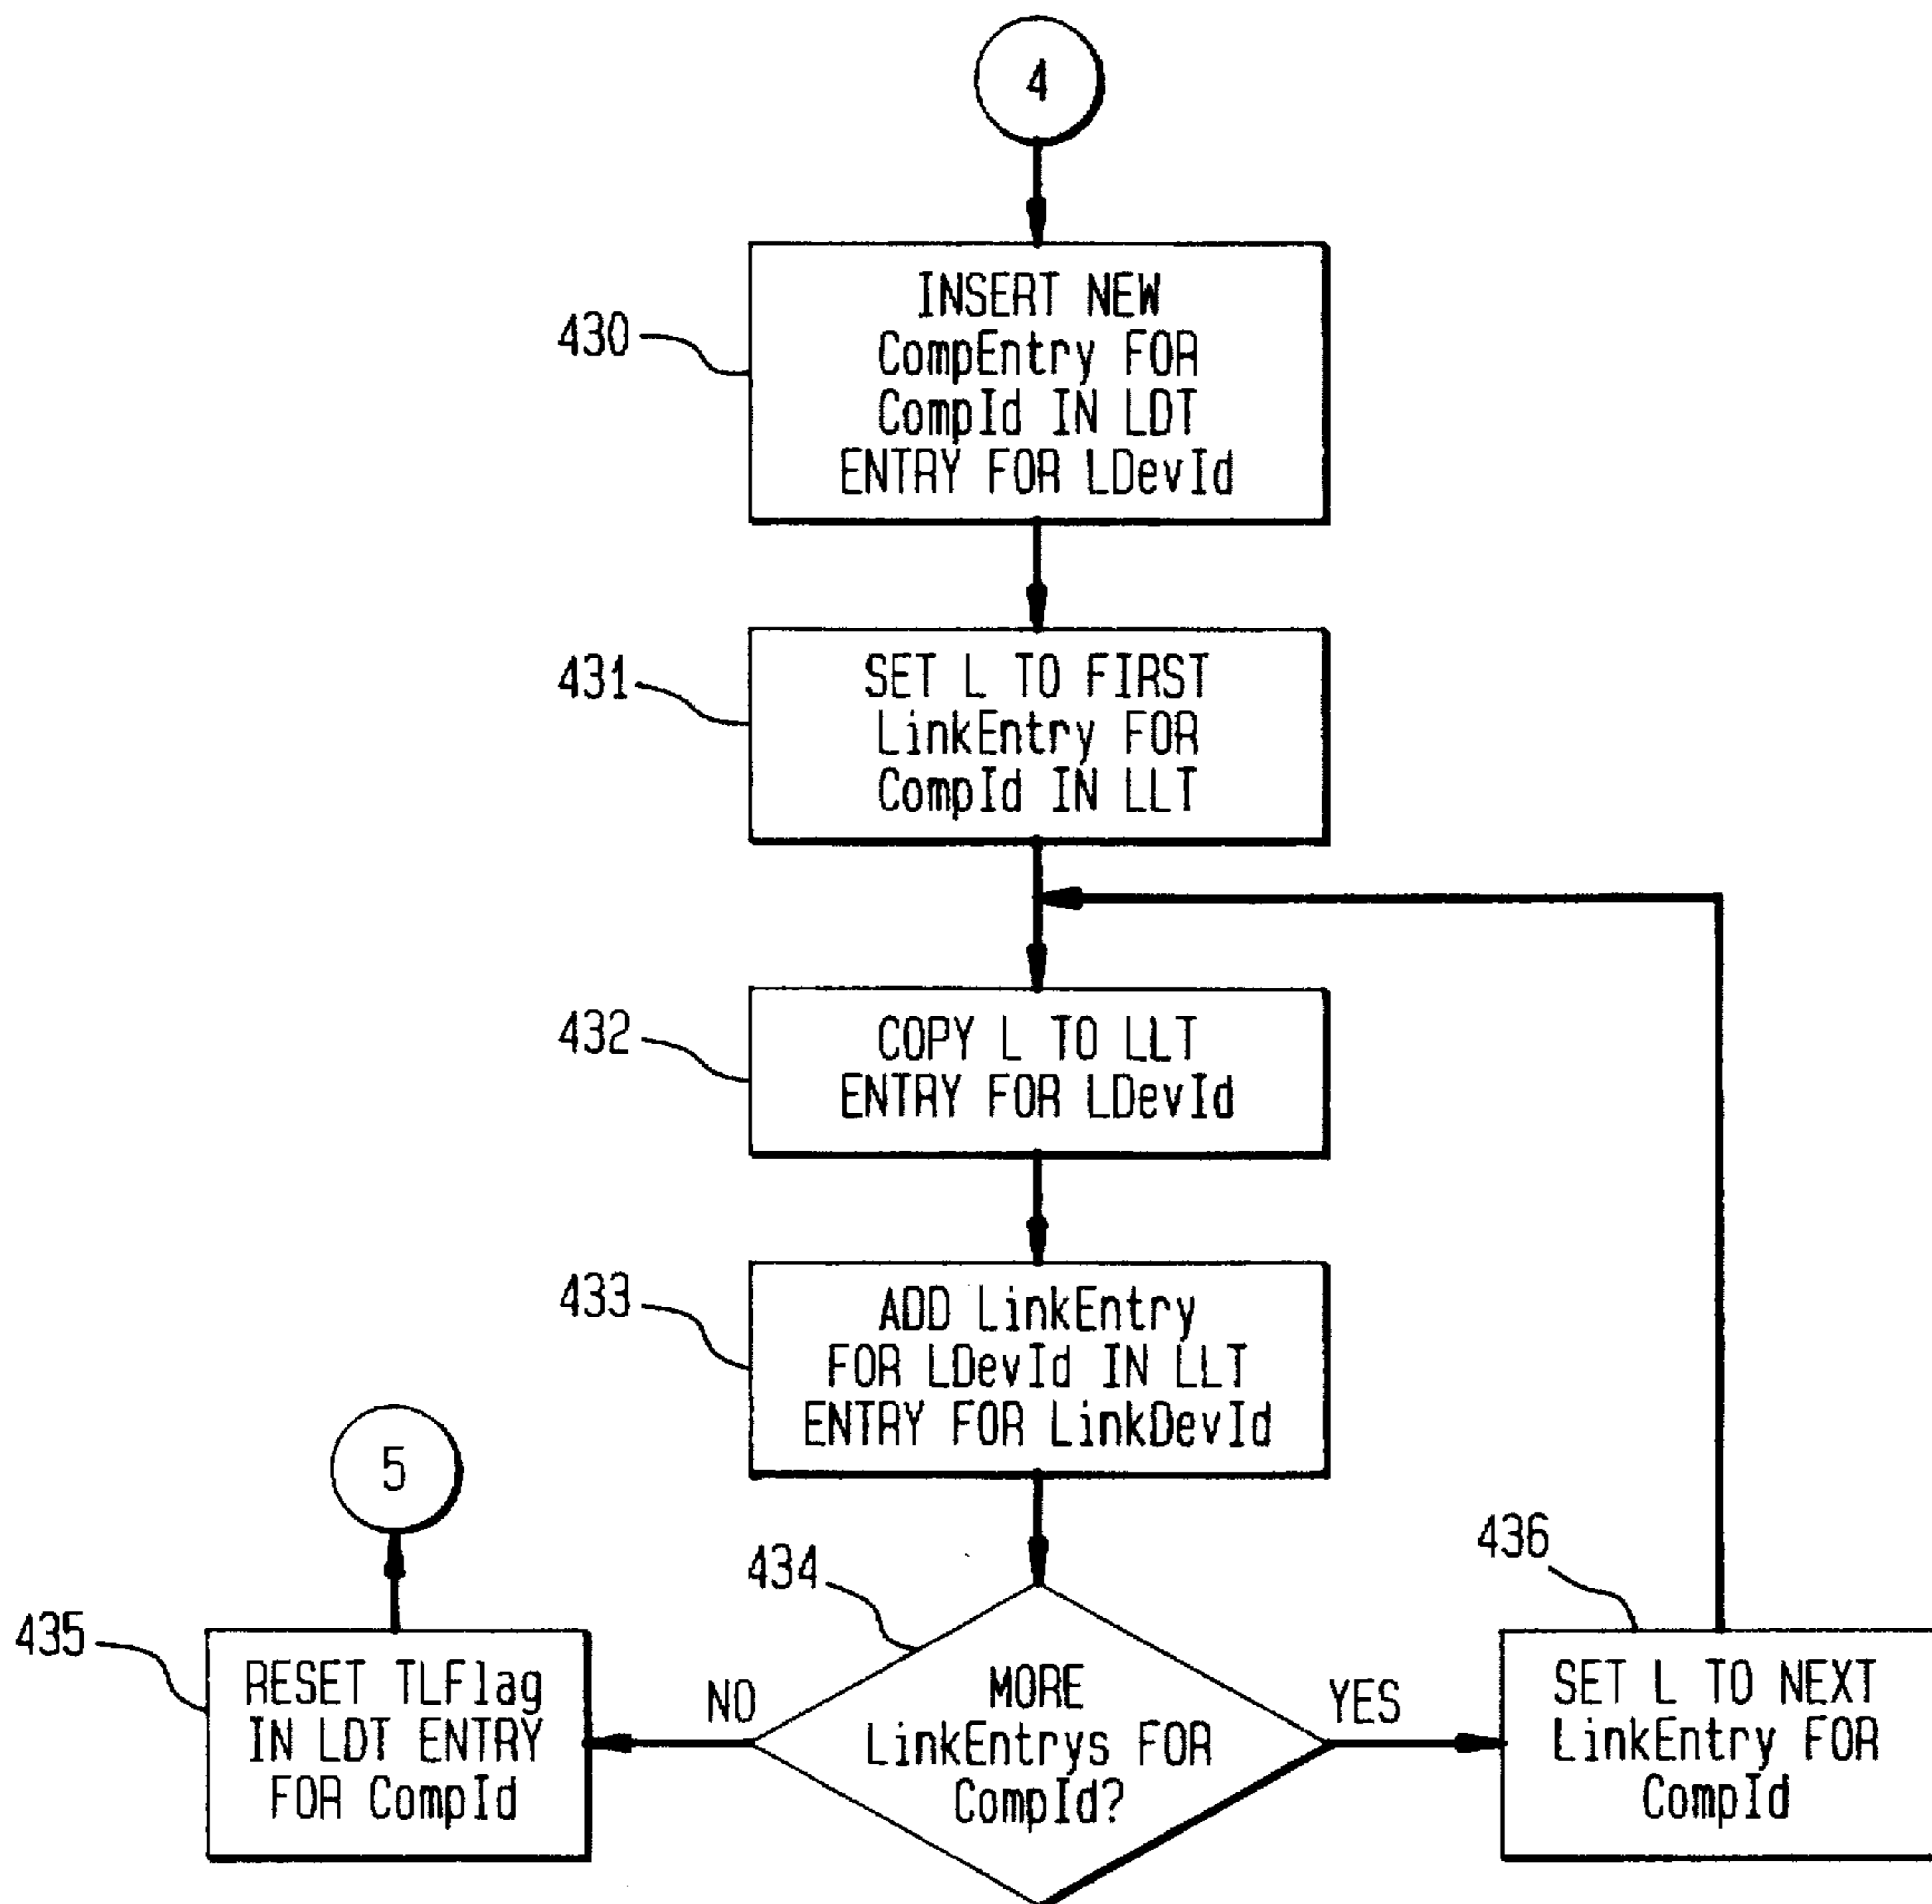 4
430
INSERT NEW
CompEntry FOR
CompId IN LDT
ENTRY FOR LDevId
431
SET L TO FIRST
LinkEntry FOR
CompId IN LLT
432
COPY L TO LLT
ENTRY FOR LDevId
433
ADD LinkEntry
FOR LDevId IN LLT
ENTRY FOR LinkDevId
5
434
MORE
LinkEntrys FOR
CompId?
NO
YES
435
RESET TLFlag
IN LDT ENTRY
FOR CompId
436
SET L TO NEXT
LinkEntry FOR
CompId